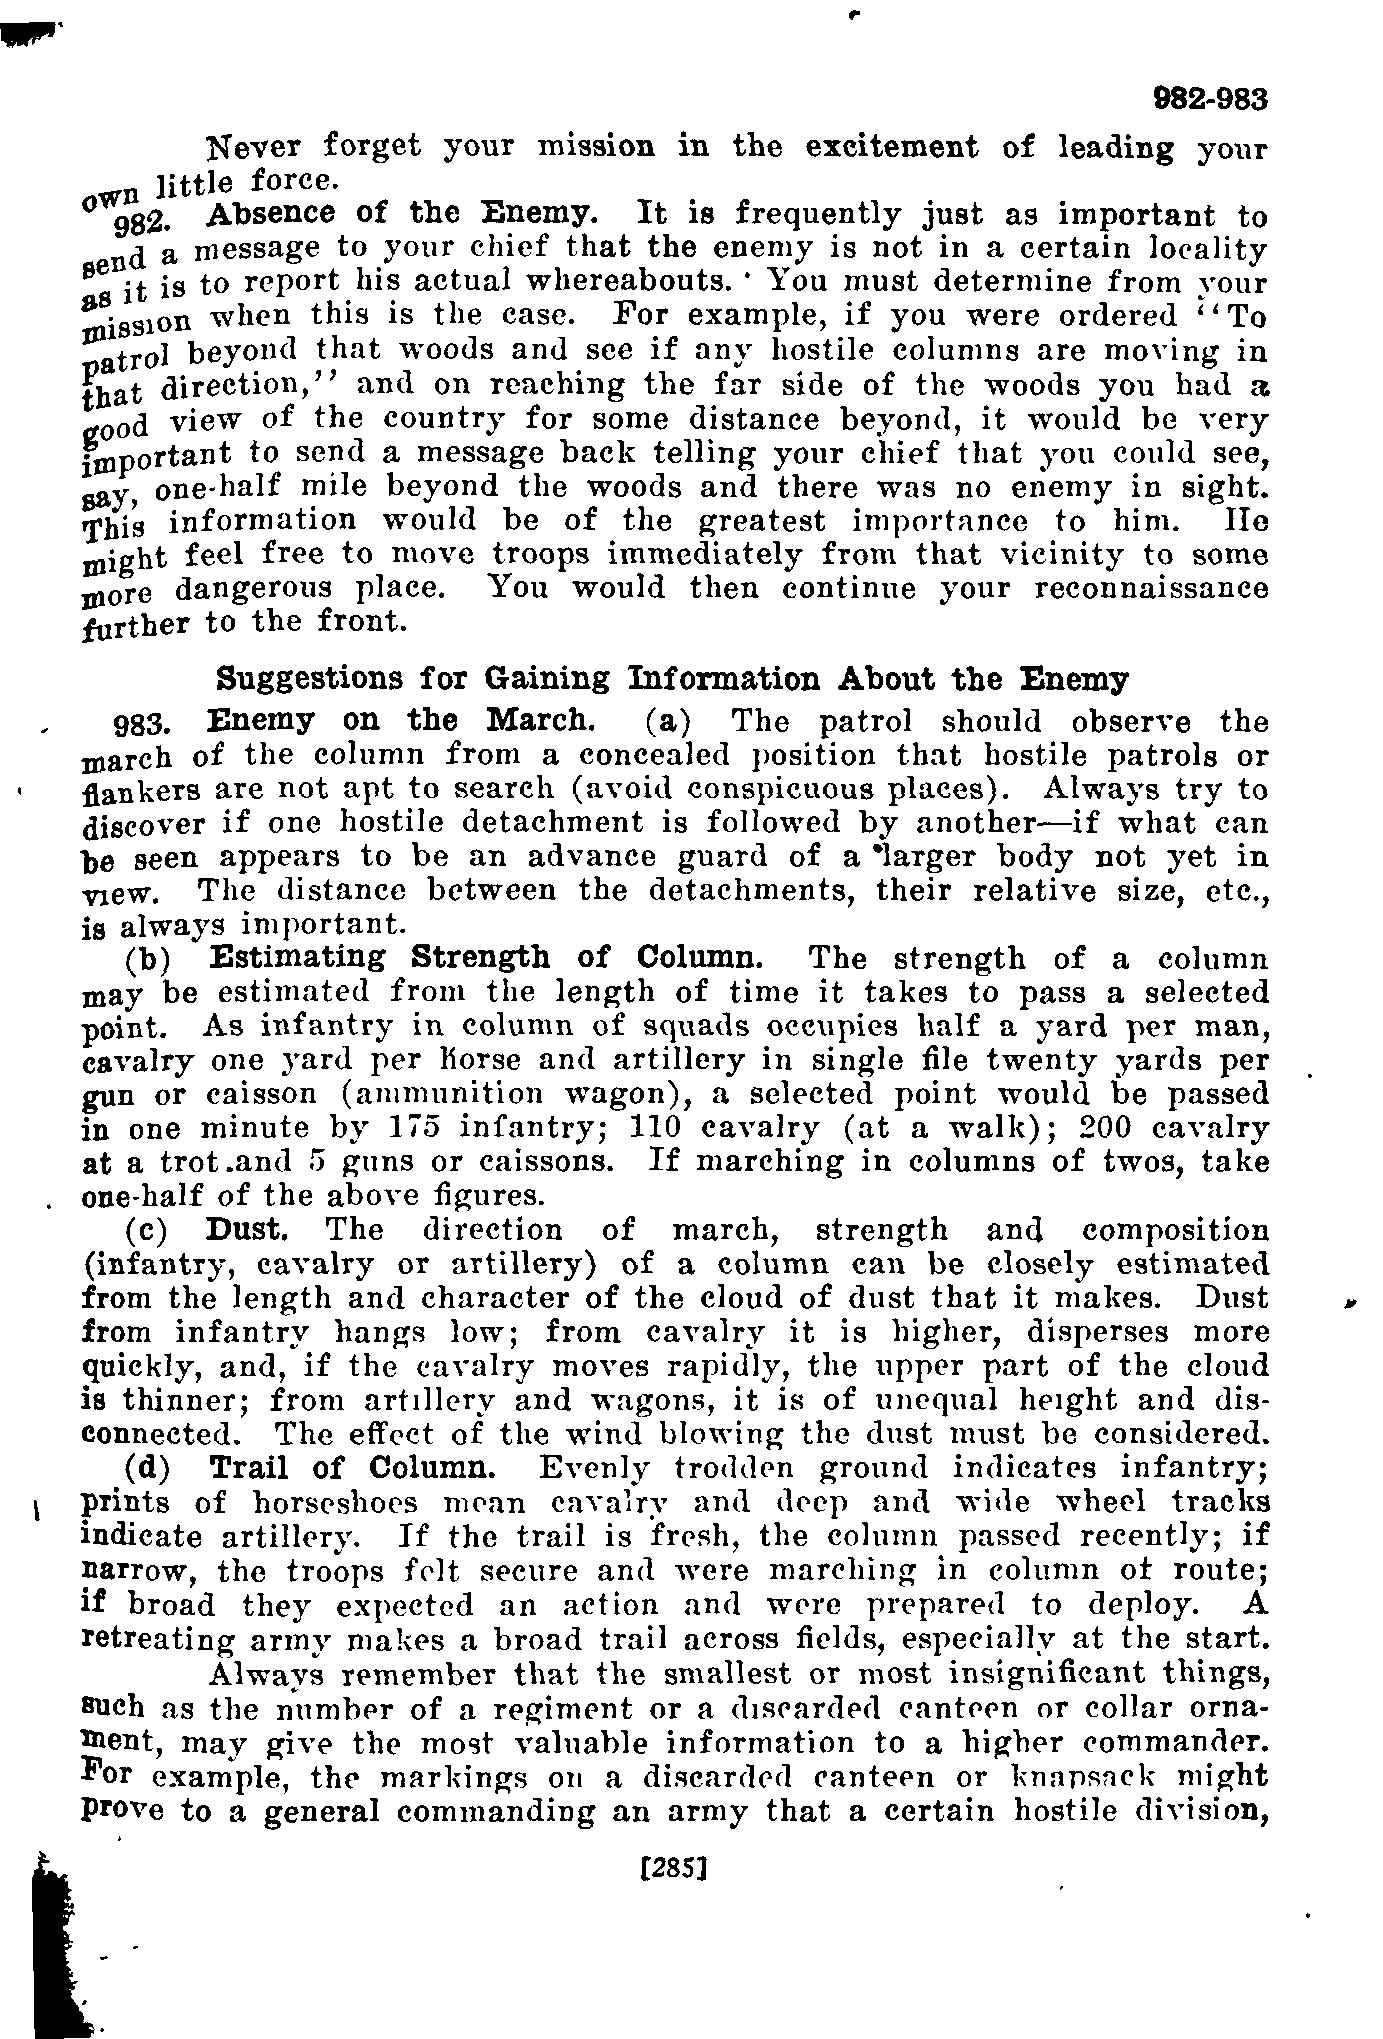 982-983
Never forget your mission in the excitement of leading your
own little force.
982. Absence of the Enemy. It is frequently just as important to
send a message to your chief that the enemy is not in a certain locality
as it is to report his actual whereabouts. You must determine from your
mission when this is the case. For example, if you were ordered ‘‘To
patrol beyond that woods and see if any hostile columns are moving in
that direction,’’ and on reaching the far side of the woods you had a
good view of the country for some distance beyond, it would be very
important to send a message back telling your chief that you could see,
say, one-half mile beyond the woods and there was no enemy in sight.
This information would be of the greatest importance to him. He
might feel free to move troops immediately from that vicinity to some
more dangerous place. You would then continue your reconnaissance
further to the front.
Suggestions for Gaining Information About the Enemy
983. Enemy on the March. (a) The patrol should observe the
march of the column from a concealed position that hostile patrols or
flankers are not apt to search (avoid conspicuous places). Always try to
discover if one hostile detachment is followed by another—if what can
be seen appears to be an advance guard of a larger body not yet in
view. The distance between the detachments, their relative size, etc.,
is always important.
(b) Estimating Strength of Column. The strength of a column
may be estimated from the length of time it takes to pass a selected
point. As infantry in column of squads occupies half a yard per man,
cavalry one yard per horse and artillery in single file twenty yards per
gun or caisson (ammunition wagon), a selected point would be passed
in one minute by 175 infantry; 110 cavalry (at a walk); 200 cavalry
at a trot and 5 guns or caissons. If marching in columns of twos, take
one-half of the above figures.
(c) Dust. The direction of march, strength and composition
(infantry, cavalry or artillery) of a column can be closely estimated
from the length and character of the cloud of dust that it makes. Dust
from infantry hangs low; from cavalry it is higher, disperses more
quickly, and, if the cavalry moves rapidly, the upper part of the cloud
is thinner; from artillery and wagons, it is of unequal height and dis-
connected. The effect of the wind blowing the dust must be considered.
(d) Trail of Column. Evenly trodden ground indicates infantry;
prints of horseshoes mean cavalry and deep and wide wheel tracks
indicate artillery. If the trail is fresh, the column passed recently; if
narrow, the troops felt secure and were marching in column of route;
if broad they expected an action and were prepared to deploy. A
retreating army makes a broad trail across fields, especially at the start.
Always remember that the smallest or most insignificant things,
such as the number of a regiment or a discarded canteen or collar orna-
ment, may give the most valuable information to a higher commander.
For example, the markings on a discarded canteen or knapsack might
prove to a general commanding an army that a certain hostile division,
[285]